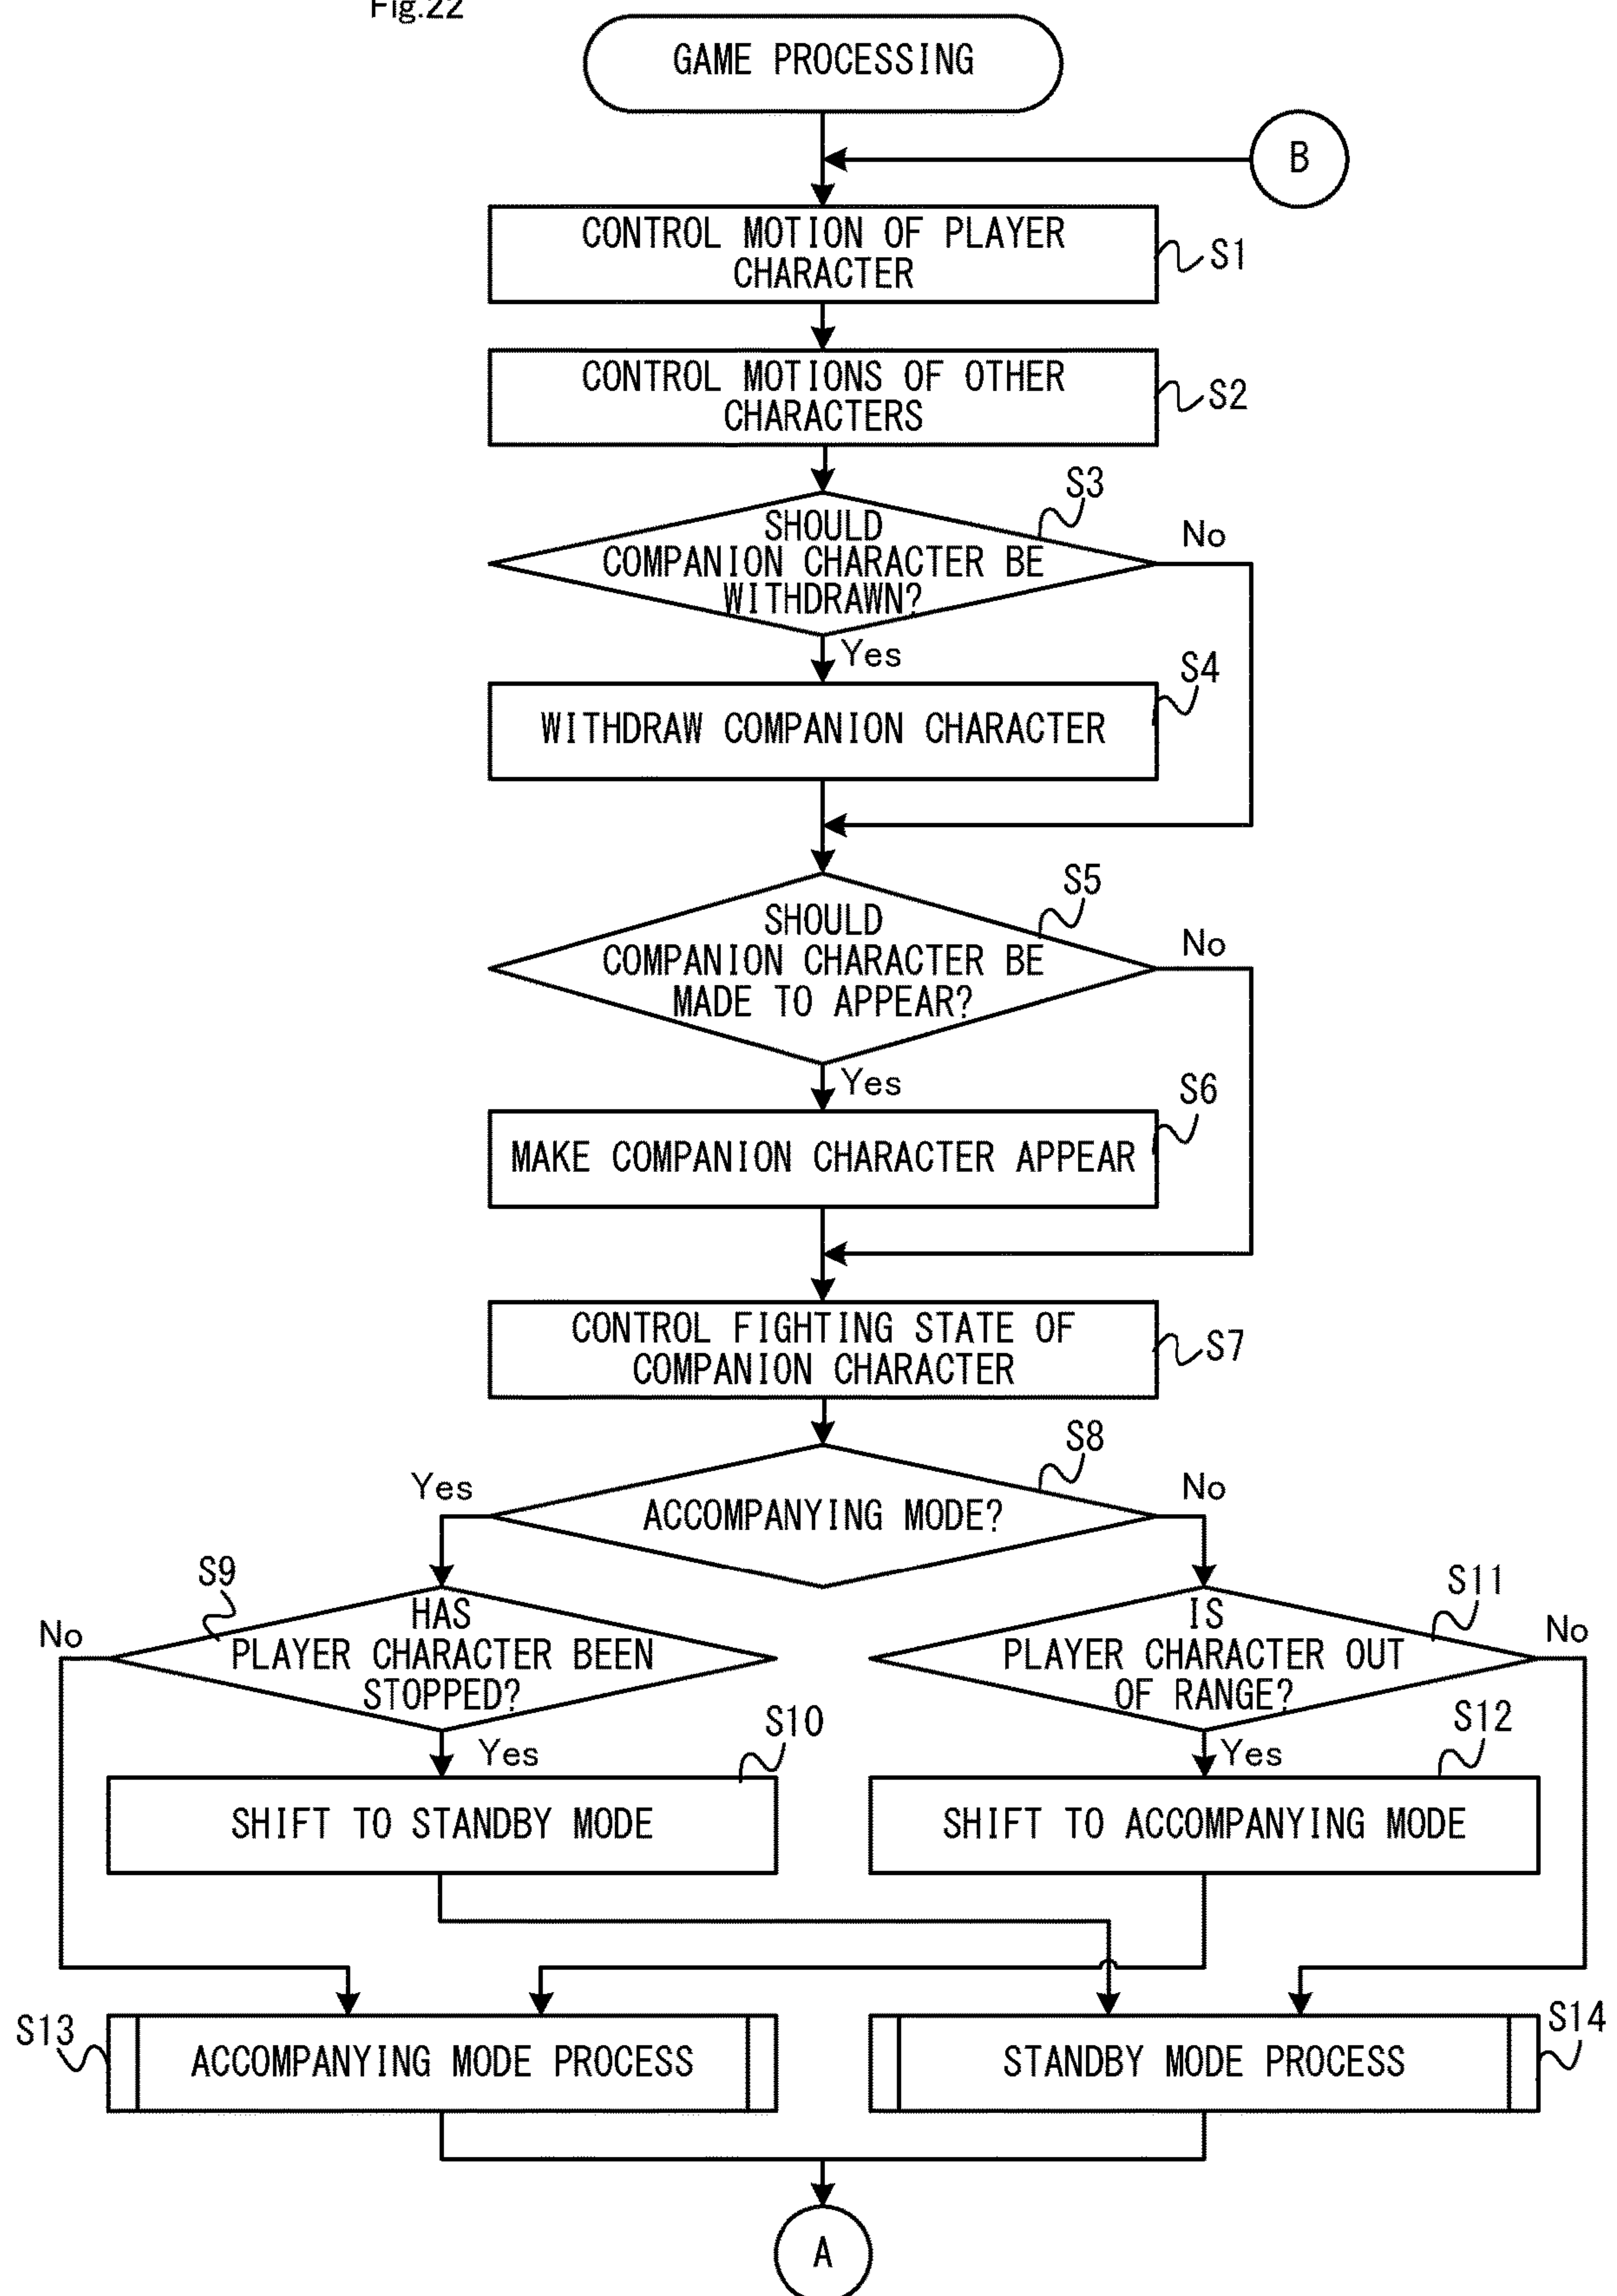 Fig.22
GAME PROCESSING
B
CONTROL MOTION OF PLAYER
CHARACTER
S1
CONTROL MOTIONS OF OTHER
CHARACTERS
S2
S3
SHOULD
COMPANION CHARACTER BE
WITHDRAWN?
No
Yes
S4
WITHDRAW COMPANION CHARACTER
S5
SHOULD
COMPANION CHARACTER BE
MADE TO APPEAR?
No
Yes
S6
MAKE COMPANION CHARACTER APPEAR
CONTROL FIGHTING STATE OF
COMPANION CHARACTER
S7
S8
Yes
ACCOMPANYING MODE?
No
S9
No
HAS
PLAYER CHARACTER BEEN
STOPPED?
S11
IS
PLAYER CHARACTER OUT
OF RANGE?
No
Yes
S10
Yes
S12
SHIFT TO STANDBY MODE
SHIFT TO ACCOMPANYING MODE
S13
ACCOMPANYING MODE PROCESS
STANDBY MODE PROCESS
S14
A